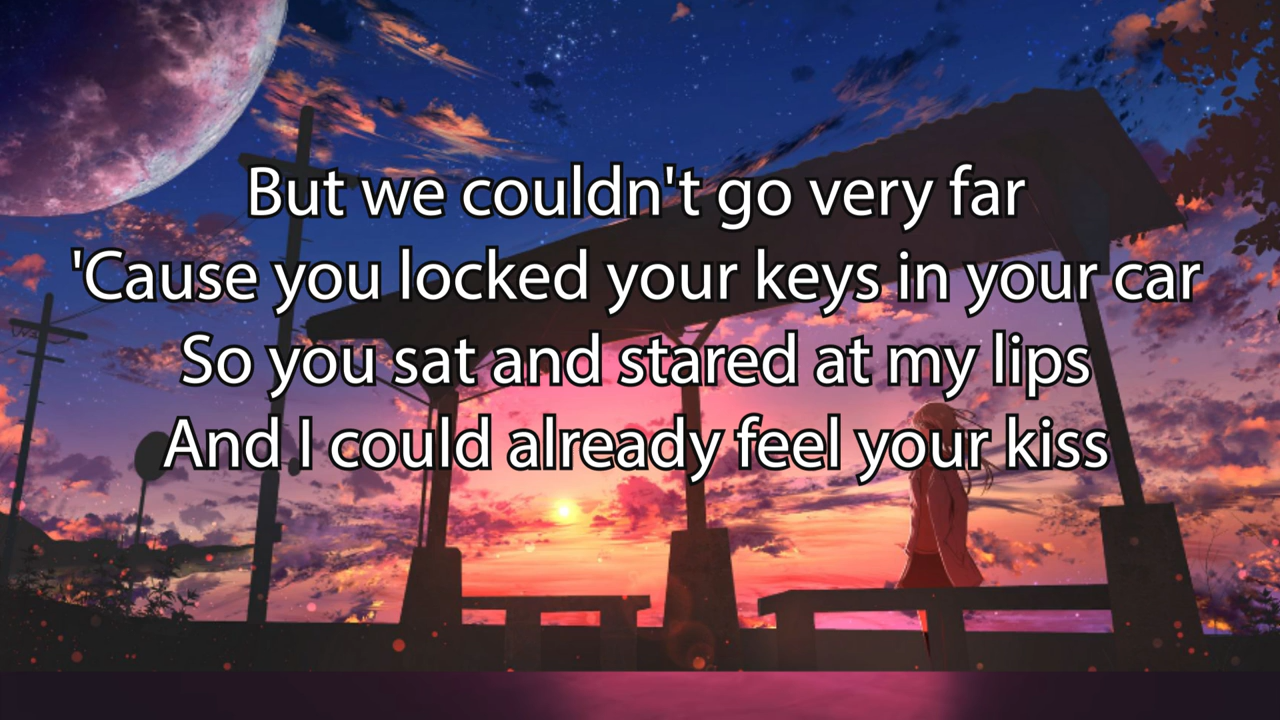 But we couldn't go very far
'Cause you locked your keys in your car
So you sat and stared at my lips
And I could already feel your kiss